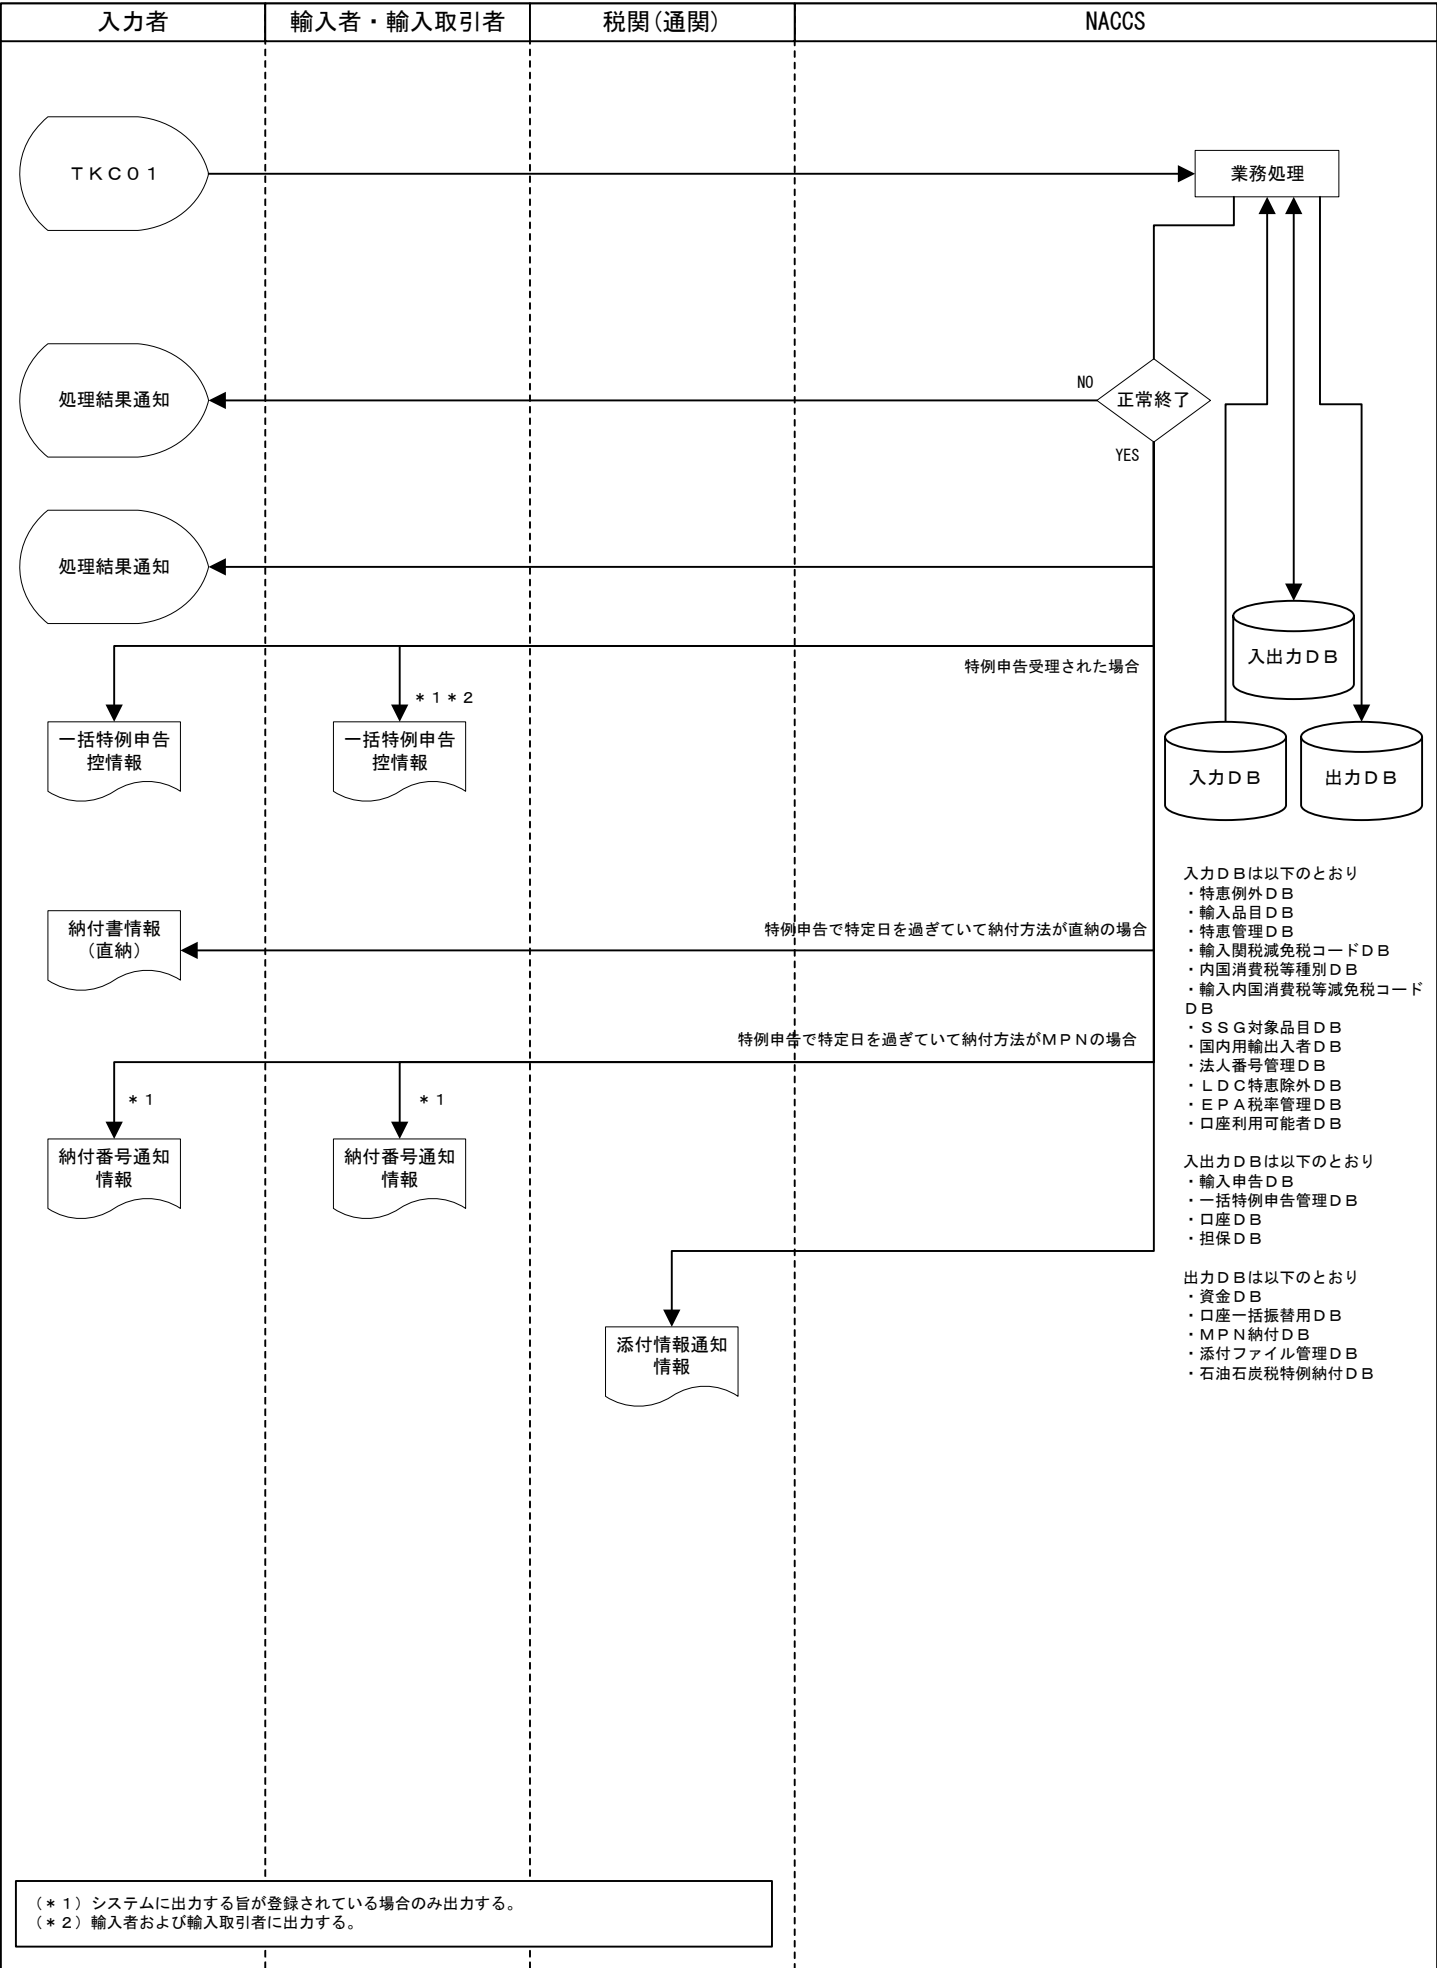 入力者
輸入者・輸入取引者
税関(通関)
NACCS
ＴＫＣ０１
業務処理
処理結果通知
NO
正常終了
YES
処理結果通知
入出力ＤＢ
特例申告受理された場合
＊１＊２
一括特例申告
控情報
一括特例申告
控情報
入力ＤＢ
出力ＤＢ
納付書情報
（直納）
特例申告で特定日を過ぎていて納付方法が直納の場合
特例申告で特定日を過ぎていて納付方法がＭＰＮの場合
＊１
＊１
納付番号通知
情報
納付番号通知
情報
添付情報通知
情報
入力ＤＢは以下のとおり
・特恵例外ＤＢ
・輸入品目ＤＢ
・特恵管理ＤＢ
・輸入関税減免税コードＤＢ
・内国消費税等種別ＤＢ
・輸入内国消費税等減免税コード
ＤＢ
・ＳＳＧ対象品目ＤＢ
・国内用輸出入者ＤＢ
・法人番号管理ＤＢ
・ＬＤＣ特恵除外ＤＢ
・ＥＰＡ税率管理ＤＢ
・口座利用可能者ＤＢ
入出力ＤＢは以下のとおり
・輸入申告ＤＢ
・一括特例申告管理ＤＢ
・口座ＤＢ
・担保ＤＢ
出力ＤＢは以下のとおり
・資金ＤＢ
・口座一括振替用ＤＢ
・ＭＰＮ納付ＤＢ
・添付ファイル管理ＤＢ
・石油石炭税特例納付ＤＢ
（＊１）システムに出力する旨が登録されている場合のみ出力する。
（＊２）輸入者および輸入取引者に出力する。